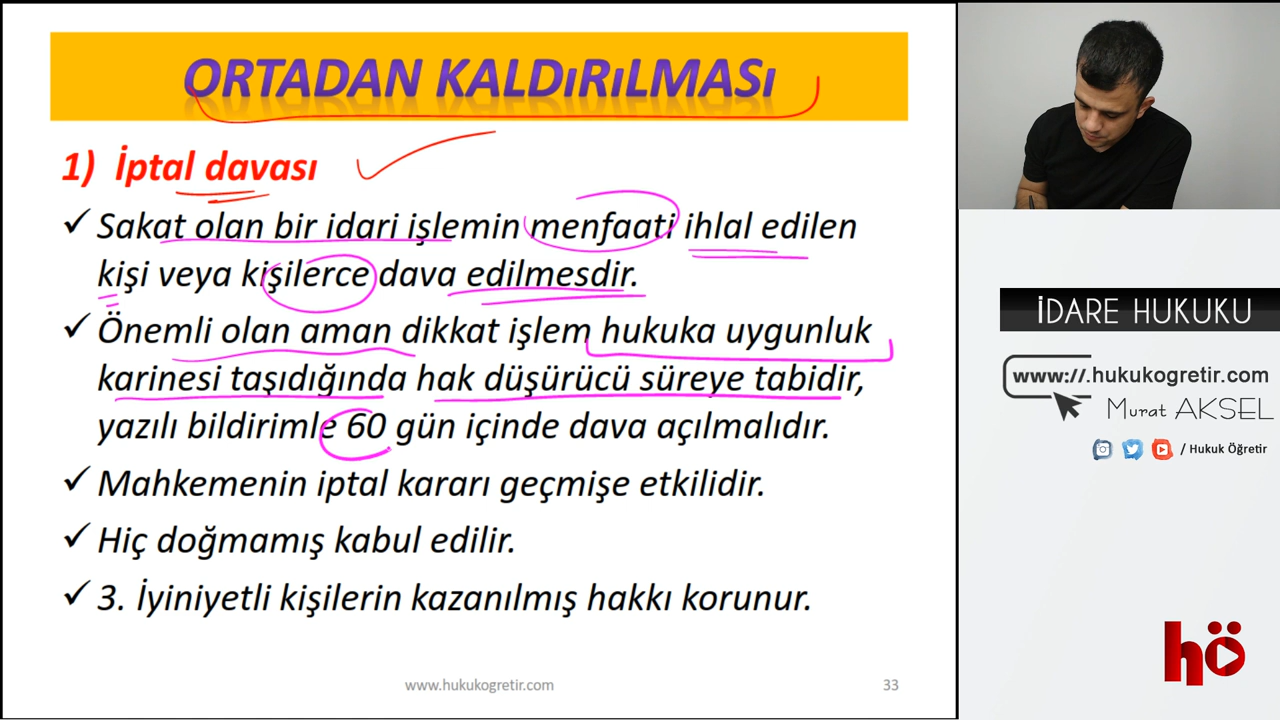 ORTADAN KALDıRıLMASı
1) İptal davası
✓ Sakat olan bir idari işlemin menfaati ihlal edilen
kişi veya kişilerce dava edilmesdir.
✓ Önemli olan aman dikkat işlem hukuka uygunluk
karinesi taşıdığında hak düşürücü süreye tabidir,
yazılı bildirimle 60 gün içinde dava açılmalıdır.
✓ Mahkemenin iptal kararı geçmişe etkilidir.
✓ Hiç doğmamış kabul edilir.
✓ 3. İyiniyetli kişilerin kazanılmış hakkı korunur.
www.hukukogretir.com
33
İDARE HUKUKU
www://.hukukogretir.com
Murat AKSEL
/ Hukuk Öğretir
hö